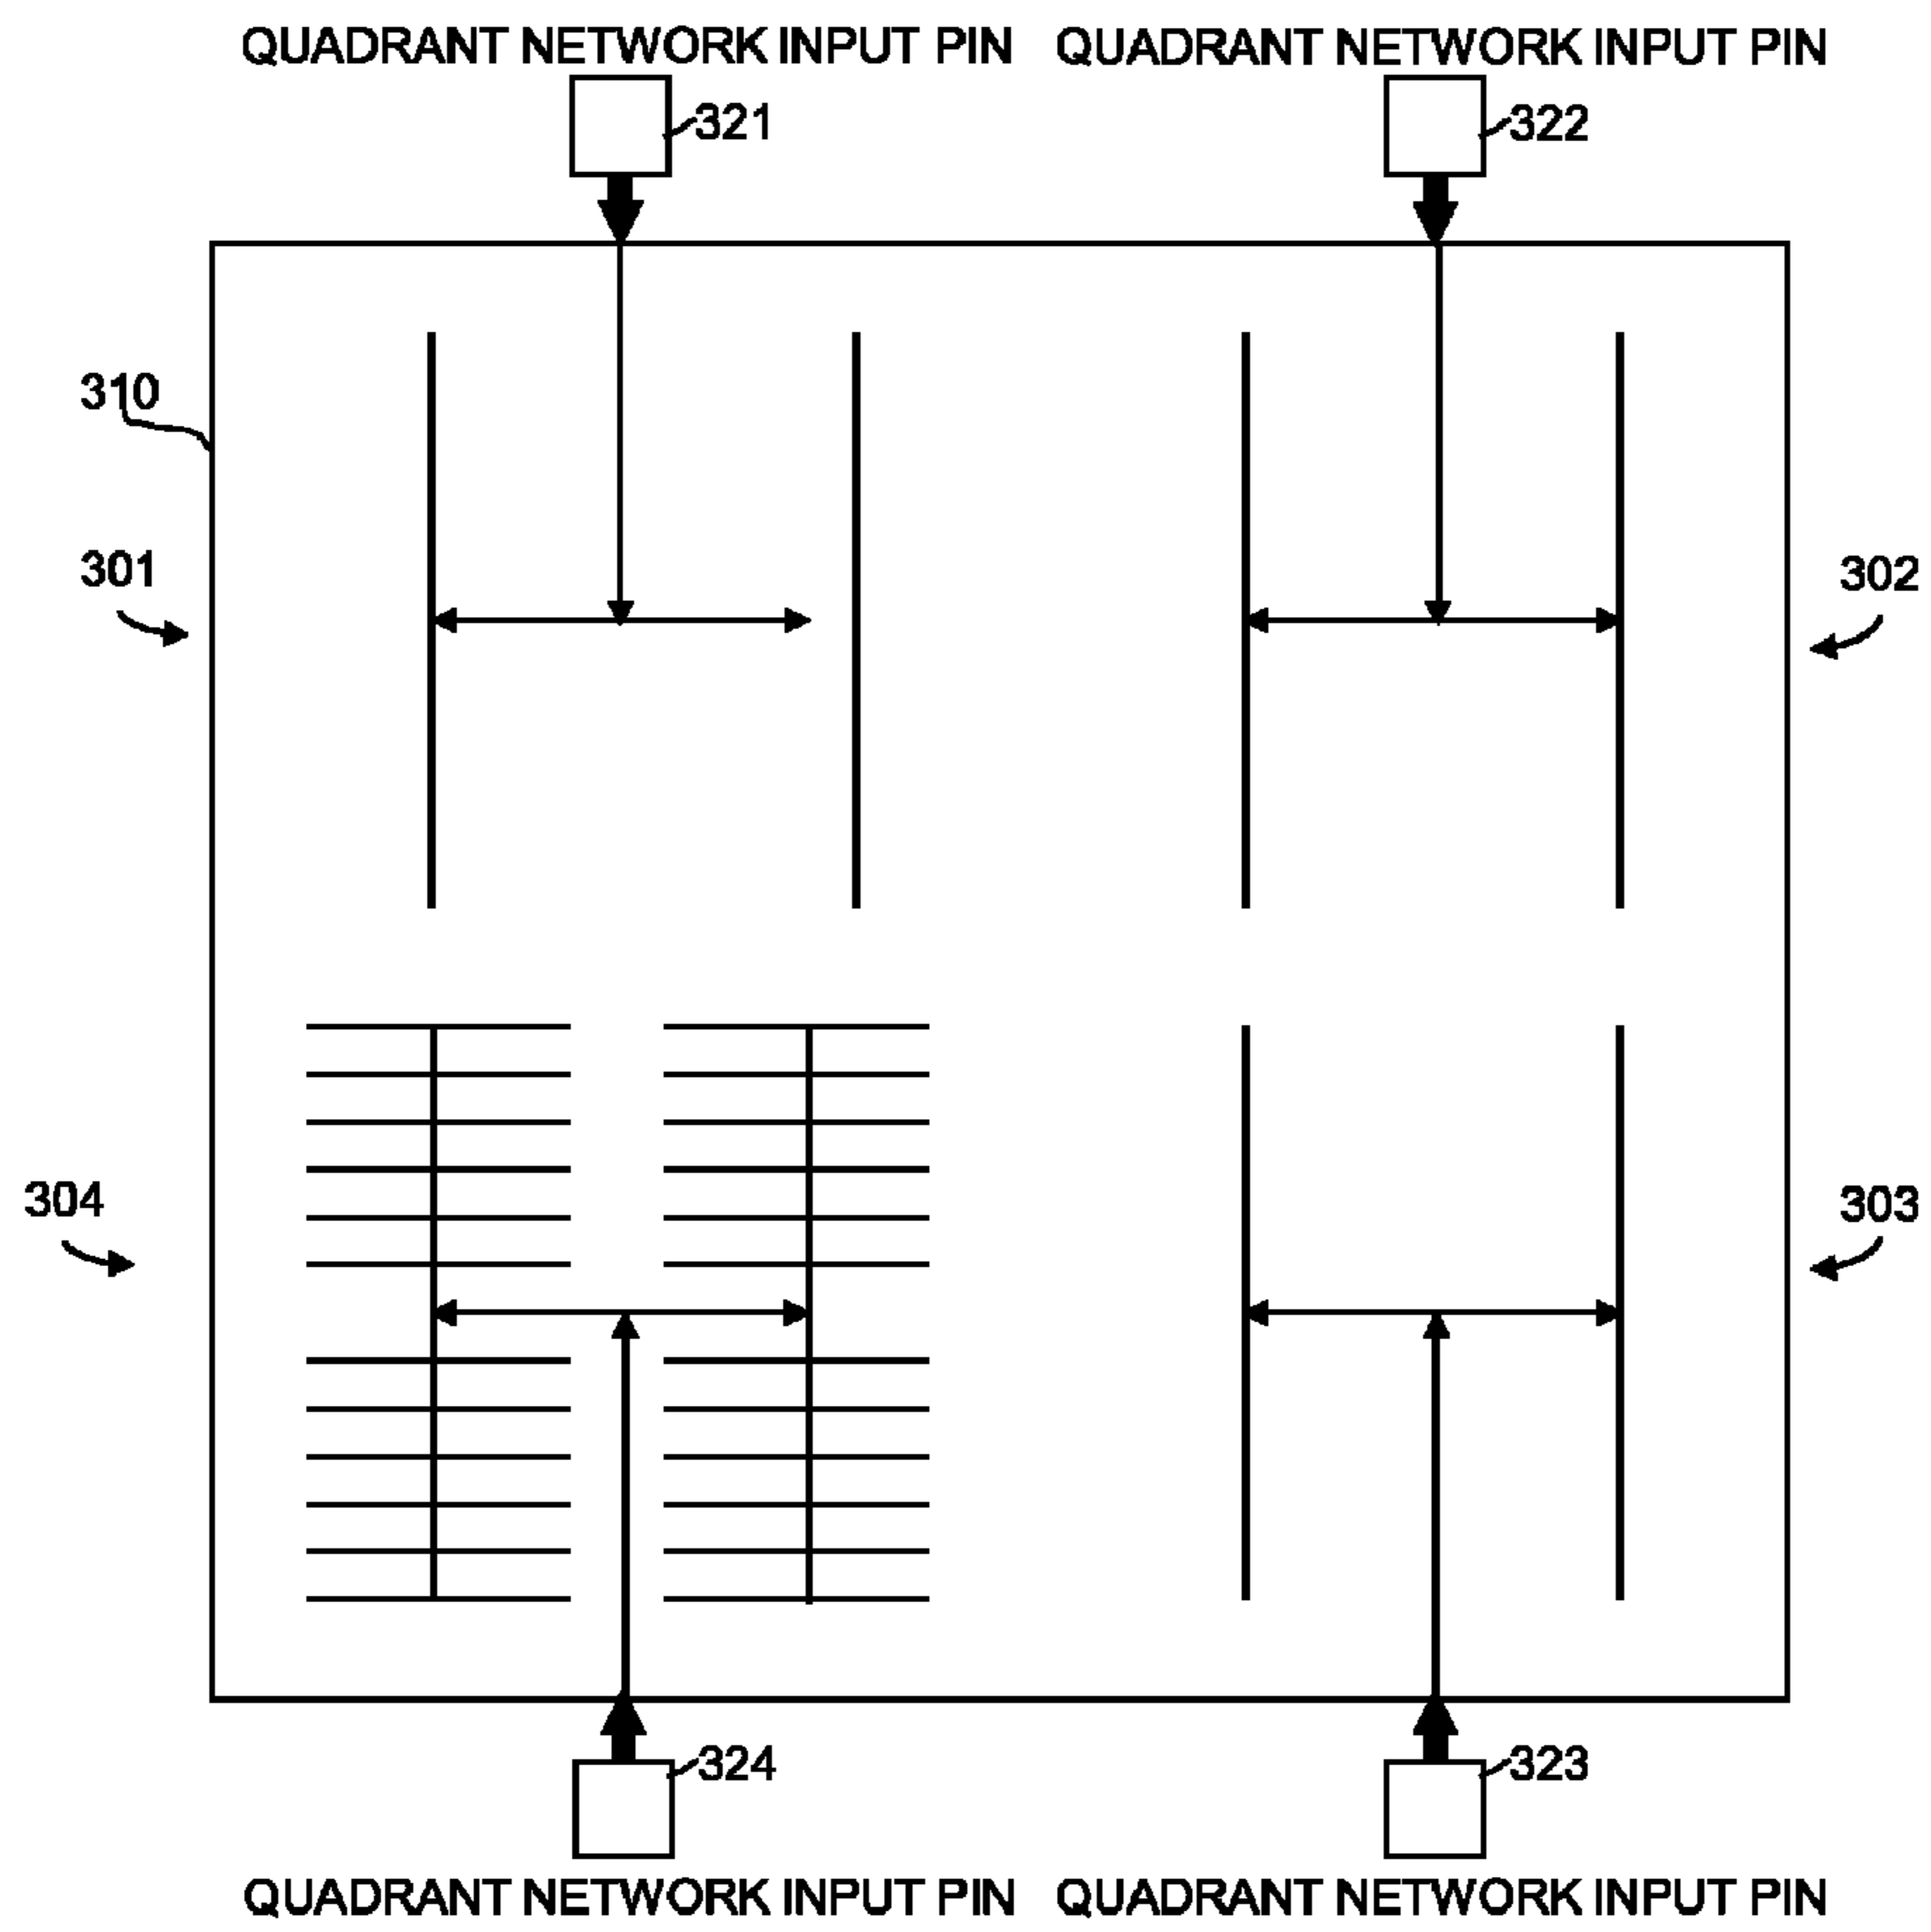 QUADRANT NETWORK INPUT PIN
QUADRANT NETWORK INPUT PIN
321
322
310
301
302
304
303
324
323
QUADRANT NETWORK INPUT PIN
QUADRANT NETWORK INPUT PIN